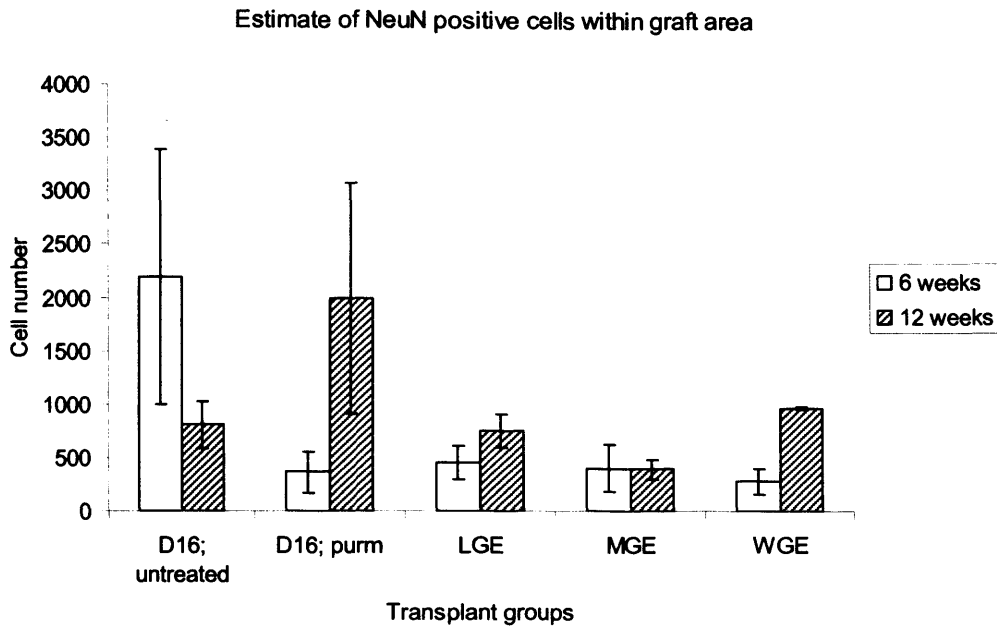 Estimate of NeuN positive cells within graft area
4000
3500
3000
2500
2000
1500
1000
500
0
Cell number
D16;
untreated
D16; purm
LGE
MGE
WGE
Transplant groups
6 weeks
12 weeks